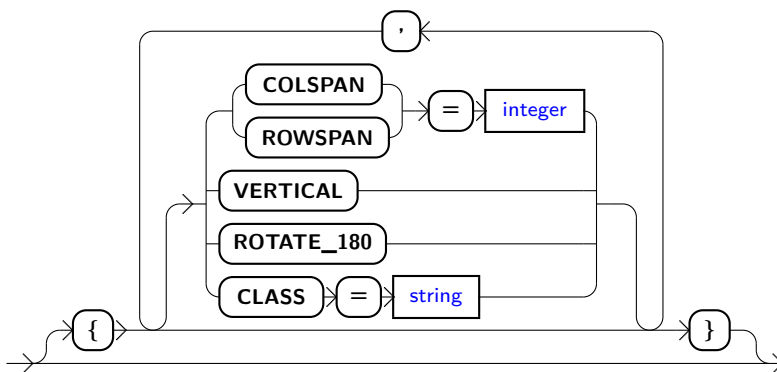 ,
COLSPAN
= integer
ROWSPAN
VERTICAL
ROTATE_180
CLASS = string
{ }